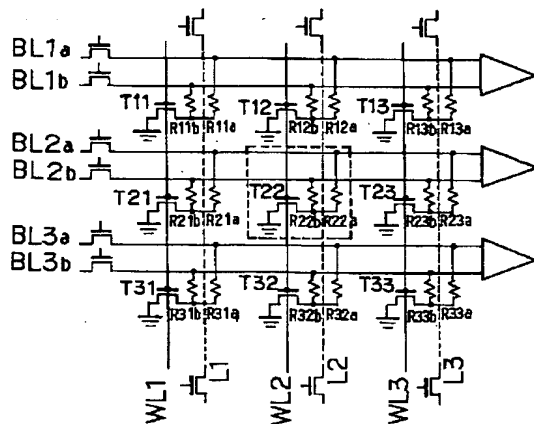 BL1a
BL1b
T11 T12 T13
R11b R11a R12b R12a R13b R13a
BL2a
BL2b
T21 T22 T23
R21b R21a R22b R22a R23b R23a
BL3a
BL3b
T31 T32 T33
R31b R31a R32b R32a R33b R33a
WL1 L1 WL2 L2 WL3 L3